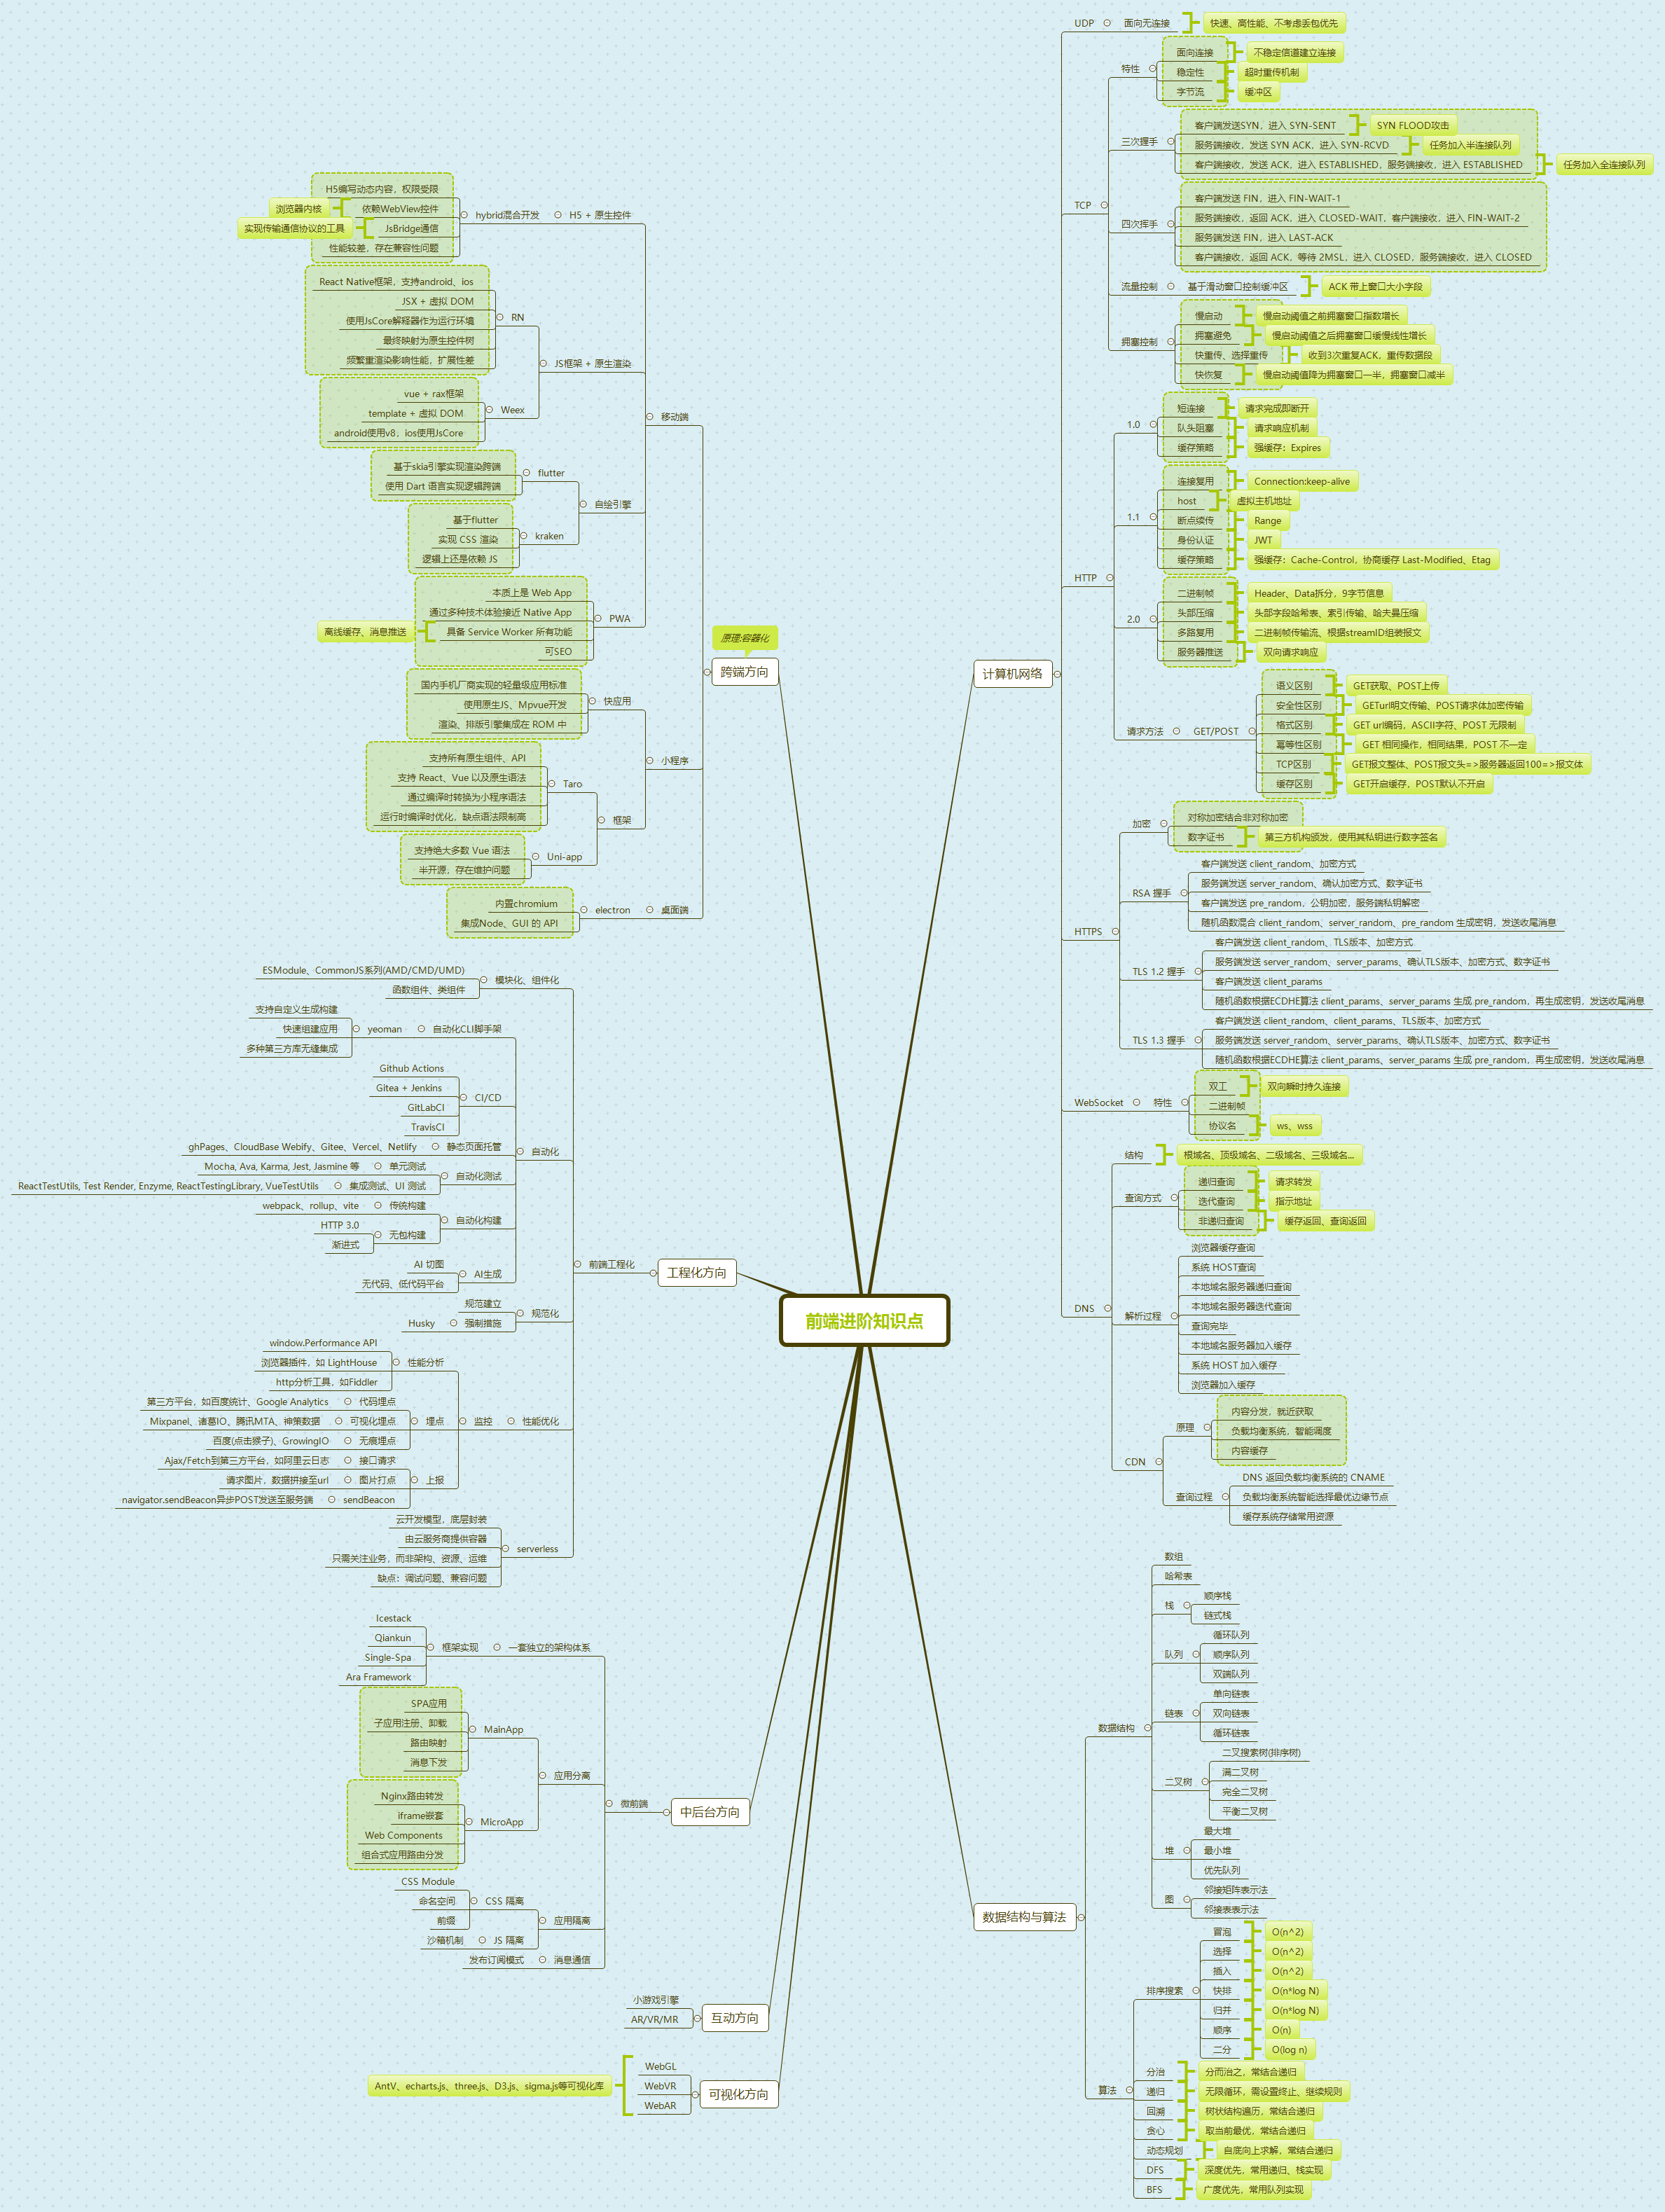 前端进阶知识点
计算机网络
UDP
面向无连接
快速、高性能、不考虑丢包优先
TCP
特性
面向连接
不稳定信道建立连接
稳定性
超时重传机制
字节流
缓冲区
三次握手
客户端发送SYN，进入 SYN-SENT
SYN FLOOD攻击
服务端接收，发送 SYN ACK，进入 SYN-RCVD
任务加入半连接队列
客户端接收，发送 ACK，进入 ESTABLISHED，服务端接收，进入 ESTABLISHED
任务加入全连接队列
四次挥手
客户端发送 FIN，进入 FIN-WAIT-1
服务端接收，返回 ACK，进入 CLOSED-WAIT，客户端接收，进入 FIN-WAIT-2
服务端发送 FIN，进入 LAST-ACK
客户端接收，返回 ACK，等待 2MSL，进入 CLOSED，服务端接收，进入 CLOSED
流量控制
基于滑动窗口控制缓冲区
ACK 带上窗口大小字段
拥塞控制
慢启动
慢启动阈值之前拥塞窗口指数增长
拥塞避免
慢启动阈值之后拥塞窗口缓慢线性增长
快重传、选择重传
收到3次重复ACK，重传数据段
快恢复
慢启动阈值降为拥塞窗口一半，拥塞窗口减半
HTTP
1.0
短连接
请求完成即断开
队头阻塞
请求响应机制
缓存策略
强缓存：Expires
1.1
连接复用
Connection:keep-alive
host
虚拟主机地址
断点续传
Range
身份认证
JWT
缓存策略
强缓存：Cache-Control，协商缓存 Last-Modified、Etag
2.0
二进制帧
Header、Data拆分，9字节信息
头部压缩
头部字段哈希表、索引传输、哈夫曼压缩
多路复用
二进制帧传输流、根据streamID组装报文
服务器推送
双向请求响应
请求方法
GET/POST
语义区别
GET获取、POST上传
安全性区别
GETurl明文传输、POST请求体加密传输
格式区别
GET url编码，ASCII字符、POST 无限制
幂等性区别
GET 相同操作，相同结果，POST 不一定
TCP区别
GET报文整体、POST报文头=>服务器返回100=>报文体
缓存区别
GET开启缓存，POST默认不开启
HTTPS
加密
对称加密结合非对称加密
数字证书
第三方机构颁发，使用其私钥进行数字签名
RSA 握手
客户端发送 client_random、加密方式
服务端发送 server_random、确认加密方式、数字证书
客户端发送 pre_random，公钥加密，服务端私钥解密
随机函数混合 client_random、server_random、pre_random 生成密钥，发送收尾消息
TLS 1.2 握手
客户端发送 client_random、TLS版本、加密方式
服务端发送 server_random、server_params、确认TLS版本、加密方式、数字证书
客户端发送 client_params
随机函数根据ECDHE算法 client_params、server_params 生成 pre_random，再生成密钥，发送收尾消息
TLS 1.3 握手
客户端发送 client_random、client_params、TLS版本、加密方式
服务端发送 server_random、server_params、确认TLS版本、加密方式、数字证书
随机函数根据ECDHE算法 client_params、server_params 生成 pre_random，再生成密钥，发送收尾消息
WebSocket
特性
双工
双向瞬时持久连接
二进制帧
协议名
ws、wss
DNS
结构
根域名、顶级域名、二级域名、三级域名...
查询方式
递归查询
请求转发
迭代查询
指示地址
非递归查询
缓存返回、查询返回
解析过程
浏览器缓存查询
系统 HOST查询
本地域名服务器递归查询
本地域名服务器迭代查询
查询完毕
本地域名服务器加入缓存
系统 HOST 加入缓存
浏览器加入缓存
CDN
原理
内容分发，就近获取
负载均衡系统，智能调度
内容缓存
查询过程
DNS 返回负载均衡系统的 CNAME
负载均衡系统智能选择最优边缘节点
缓存系统存储常用资源
数据结构与算法
数据结构
数组
哈希表
栈
顺序栈
链式栈
队列
循环队列
顺序队列
双端队列
链表
单向链表
双向链表
循环链表
二叉树
二叉搜索树(排序树)
满二叉树
完全二叉树
平衡二叉树
堆
最大堆
最小堆
优先队列
图
邻接矩阵表示法
邻接表表示法
算法
排序搜索
冒泡
O(n^2)
选择
O(n^2)
插入
O(n^2)
快排
O(n*log N)
归并
O(n*log N)
顺序
O(n)
二分
O(log n)
分治
分而治之，常结合递归
递归
无限循环，需设置终止、继续规则
回溯
树状结构遍历，常结合递归
贪心
取当前最优，常结合递归
动态规划
自底向上求解，常结合递归
DFS
深度优先，常用递归、栈实现
BFS
广度优先，常用队列实现
原理:容器化
跨端方向
移动端
H5 + 原生控件
hybrid混合开发
H5编写动态内容，权限受限
依赖WebView控件
浏览器内核
JsBridge通信
实现传输通信协议的工具
性能较差，存在兼容性问题
JS框架 + 原生渲染
RN
React Native框架，支持android、ios
JSX + 虚拟 DOM
使用JsCore解释器作为运行环境
最终映射为原生控件树
频繁重渲染影响性能，扩展性差
Weex
vue + rax框架
template + 虚拟 DOM
android使用v8，ios使用JsCore
自绘引擎
flutter
基于skia引擎实现渲染跨端
使用 Dart 语言实现逻辑跨端
kraken
基于flutter
实现 CSS 渲染
逻辑上还是依赖 JS
PWA
本质上是 Web App
通过多种技术体验接近 Native App
具备 Service Worker 所有功能
离线缓存、消息推送
可SEO
小程序
快应用
国内手机厂商实现的轻量级应用标准
使用原生JS、Mpvue开发
渲染、排版引擎集成在 ROM 中
框架
Taro
支持所有原生组件、API
支持 React、Vue 以及原生语法
通过编译时转换为小程序语法
运行时编译时优化，缺点语法限制高
Uni-app
支持绝大多数 Vue 语法
半开源，存在维护问题
桌面端
electron
内置chromium
集成Node、GUI 的 API
工程化方向
前端工程化
模块化、组件化
ESModule、CommonJS系列(AMD/CMD/UMD)
函数组件、类组件
自动化
自动化CLI脚手架
yeoman
支持自定义生成构建
快速组建应用
多种第三方库无缝集成
CI/CD
Github Actions
Gitea + Jenkins
GitLabCI
TravisCI
静态页面托管
ghPages、CloudBase Webify、Gitee、Vercel、Netlify
自动化测试
单元测试
Mocha, Ava, Karma, Jest, Jasmine 等
集成测试、UI 测试
ReactTestUtils, Test Render, Enzyme, ReactTestingLibrary, VueTestUtils
自动化构建
传统构建
webpack、rollup、vite
无包构建
HTTP 3.0
渐进式
AI生成
AI 切图
无代码、低代码平台
规范化
规范建立
强制措施
Husky
性能优化
监控
性能分析
window.Performance API
浏览器插件，如 LightHouse
http分析工具，如Fiddler
埋点
代码埋点
第三方平台，如百度统计、Google Analytics
可视化埋点
Mixpanel、诸葛IO、腾讯MTA、神策数据
无痕埋点
百度(点击猴子)、GrowingIO
上报
接口请求
Ajax/Fetch到第三方平台，如阿里云日志
图片打点
请求图片，数据拼接至url
sendBeacon
navigator.sendBeacon异步POST发送至服务端
serverless
云开发模型，底层封装
由云服务商提供容器
只需关注业务，而非架构、资源、运维
缺点：调试问题、兼容问题
中后台方向
微前端
一套独立的架构体系
框架实现
Icestack
Qiankun
Single-Spa
Ara Framework
应用分离
MainApp
SPA应用
子应用注册、卸载
路由映射
消息下发
MicroApp
Nginx路由转发
iframe嵌套
Web Components
组合式应用路由分发
应用隔离
CSS 隔离
CSS Module
命名空间
前缀
JS 隔离
沙箱机制
消息通信
发布订阅模式
互动方向
小游戏引擎
AR/VR/MR
可视化方向
WebGL
WebVR
WebAR
AntV、echarts.js、three.js、D3.js、sigma.js等可视化库